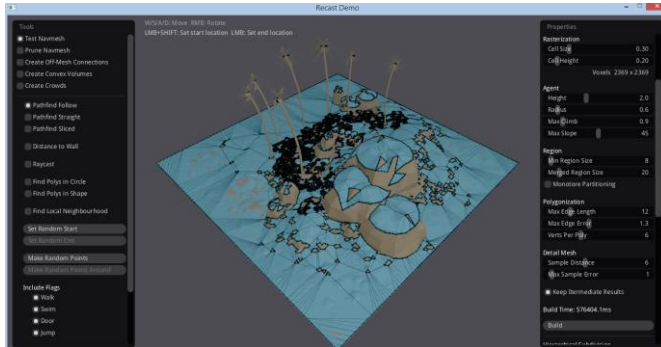 Recast Demo
W/S/A/D: Move  RMB: Rotate
LMB+SHIFT: Set start location  LMB: Set end location
Tools
Test Navmesh
Prune Navmesh
Create Off-Mesh Connections
Create Convex Volumes
Create Crowds
Pathfind Follow
Pathfind Straight
Pathfind Sliced
Distance to Wall
Raycast
Find Polys in Circle
Find Polys in Shape
Find Local Neighbourhood
Set Random Start
Set Random End
Make Random Points
Make Random Points Around
Include Flags
Walk
Swim
Door
Jump
Properties
Rasterization
Cell Size 0.30
Cell Height 0.20
Voxels 2369 x 2369
Agent
Height 2.0
Radius 0.6
Max Climb 0.9
Max Slope 45
Region
Min Region Size 8
Merged Region Size 20
Monotore Partitioning
Polygonization
Max Edge Length 12
Max Edge Error 1.3
Verts Per Poly 6
Detail Mesh
Sample Distance 6
Max Sample Error 1
Keep Itermediate Results
Build Time: 576404.1ms
Build